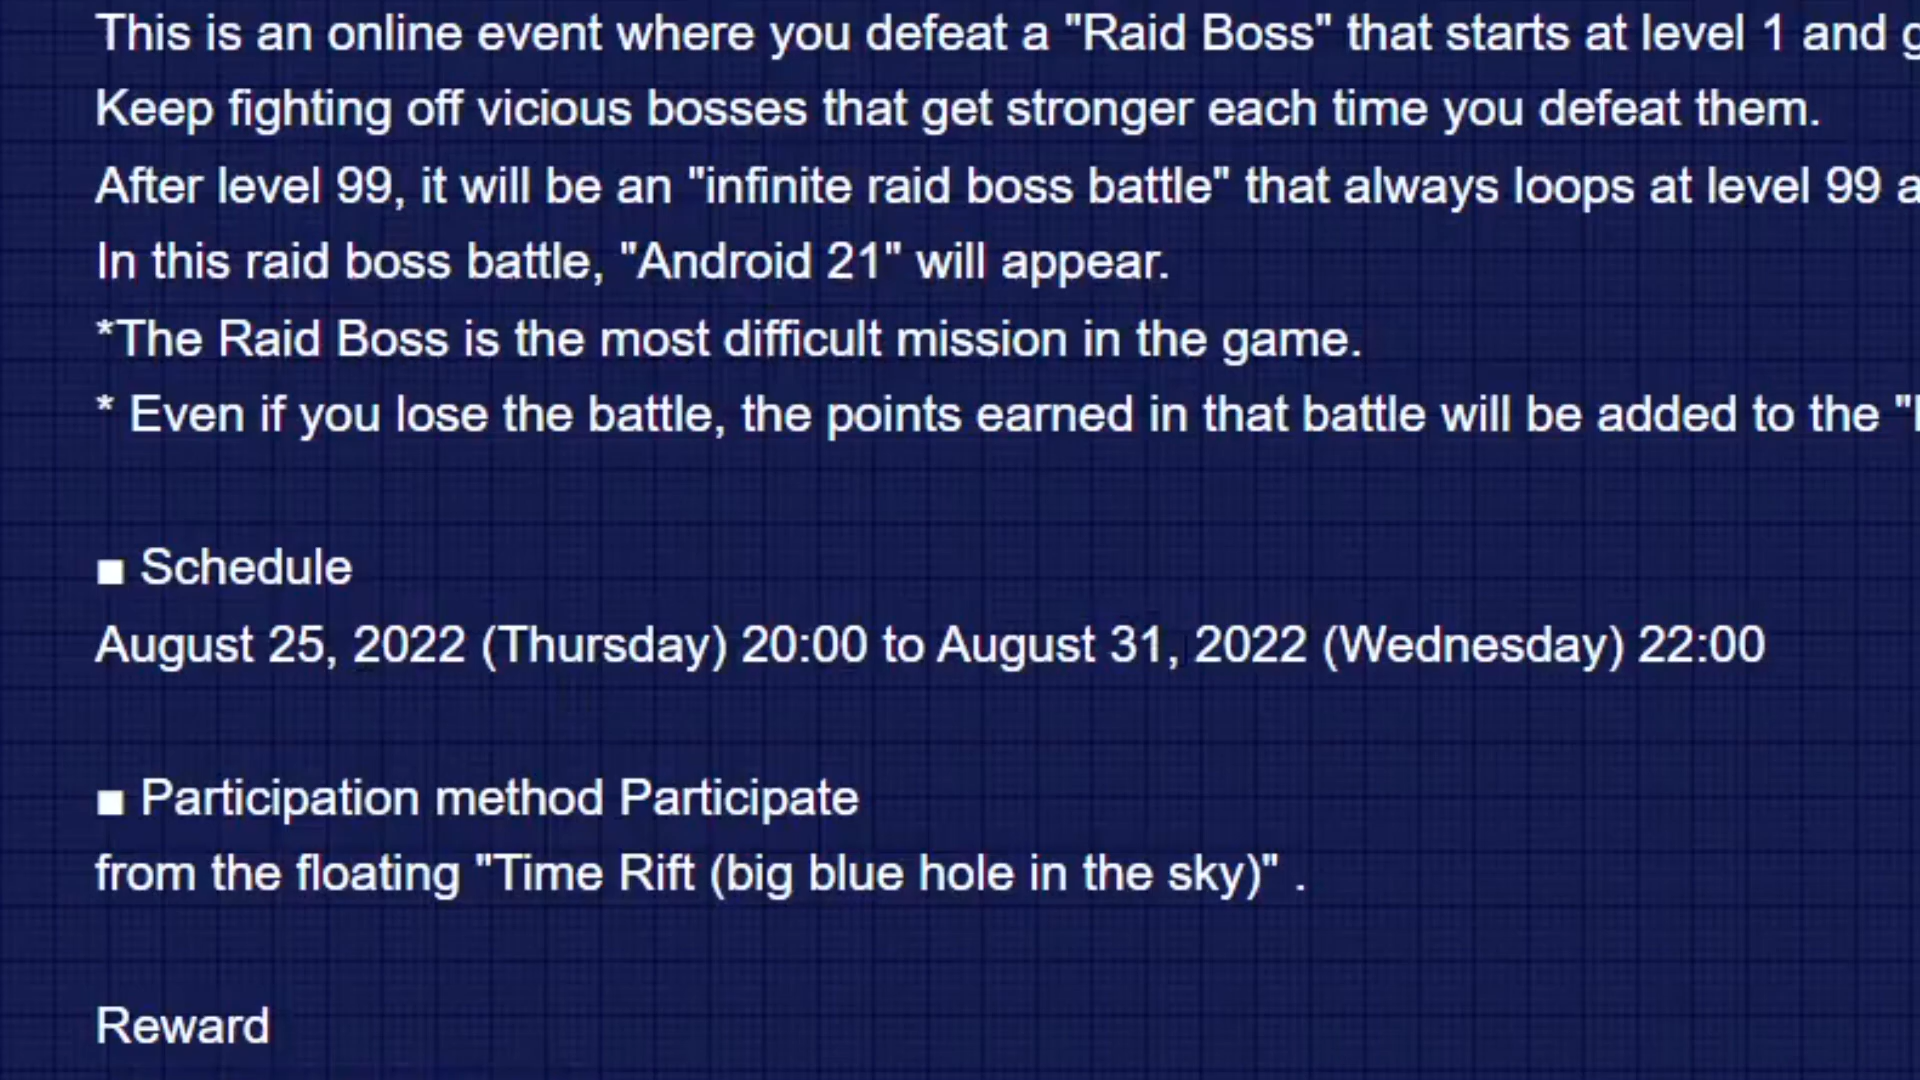 This is an online event where you defeat a "Raid Boss" that starts at level 1 and
Keep fighting off vicious bosses that get stronger each time you defeat them.
After level 99, it will be an "infinite raid boss battle" that always loops at level 99
In this raid boss battle, "Android 21" will appear.
*The Raid Boss is the most difficult mission in the game.
* Even if you lose the battle, the points earned in that battle will be added to the "
■ Schedule
August 25, 2022 (Thursday) 20:00 to August 31, 2022 (Wednesday) 22:00
■ Participation method Participate
from the floating "Time Rift (big blue hole in the sky)" .
Reward